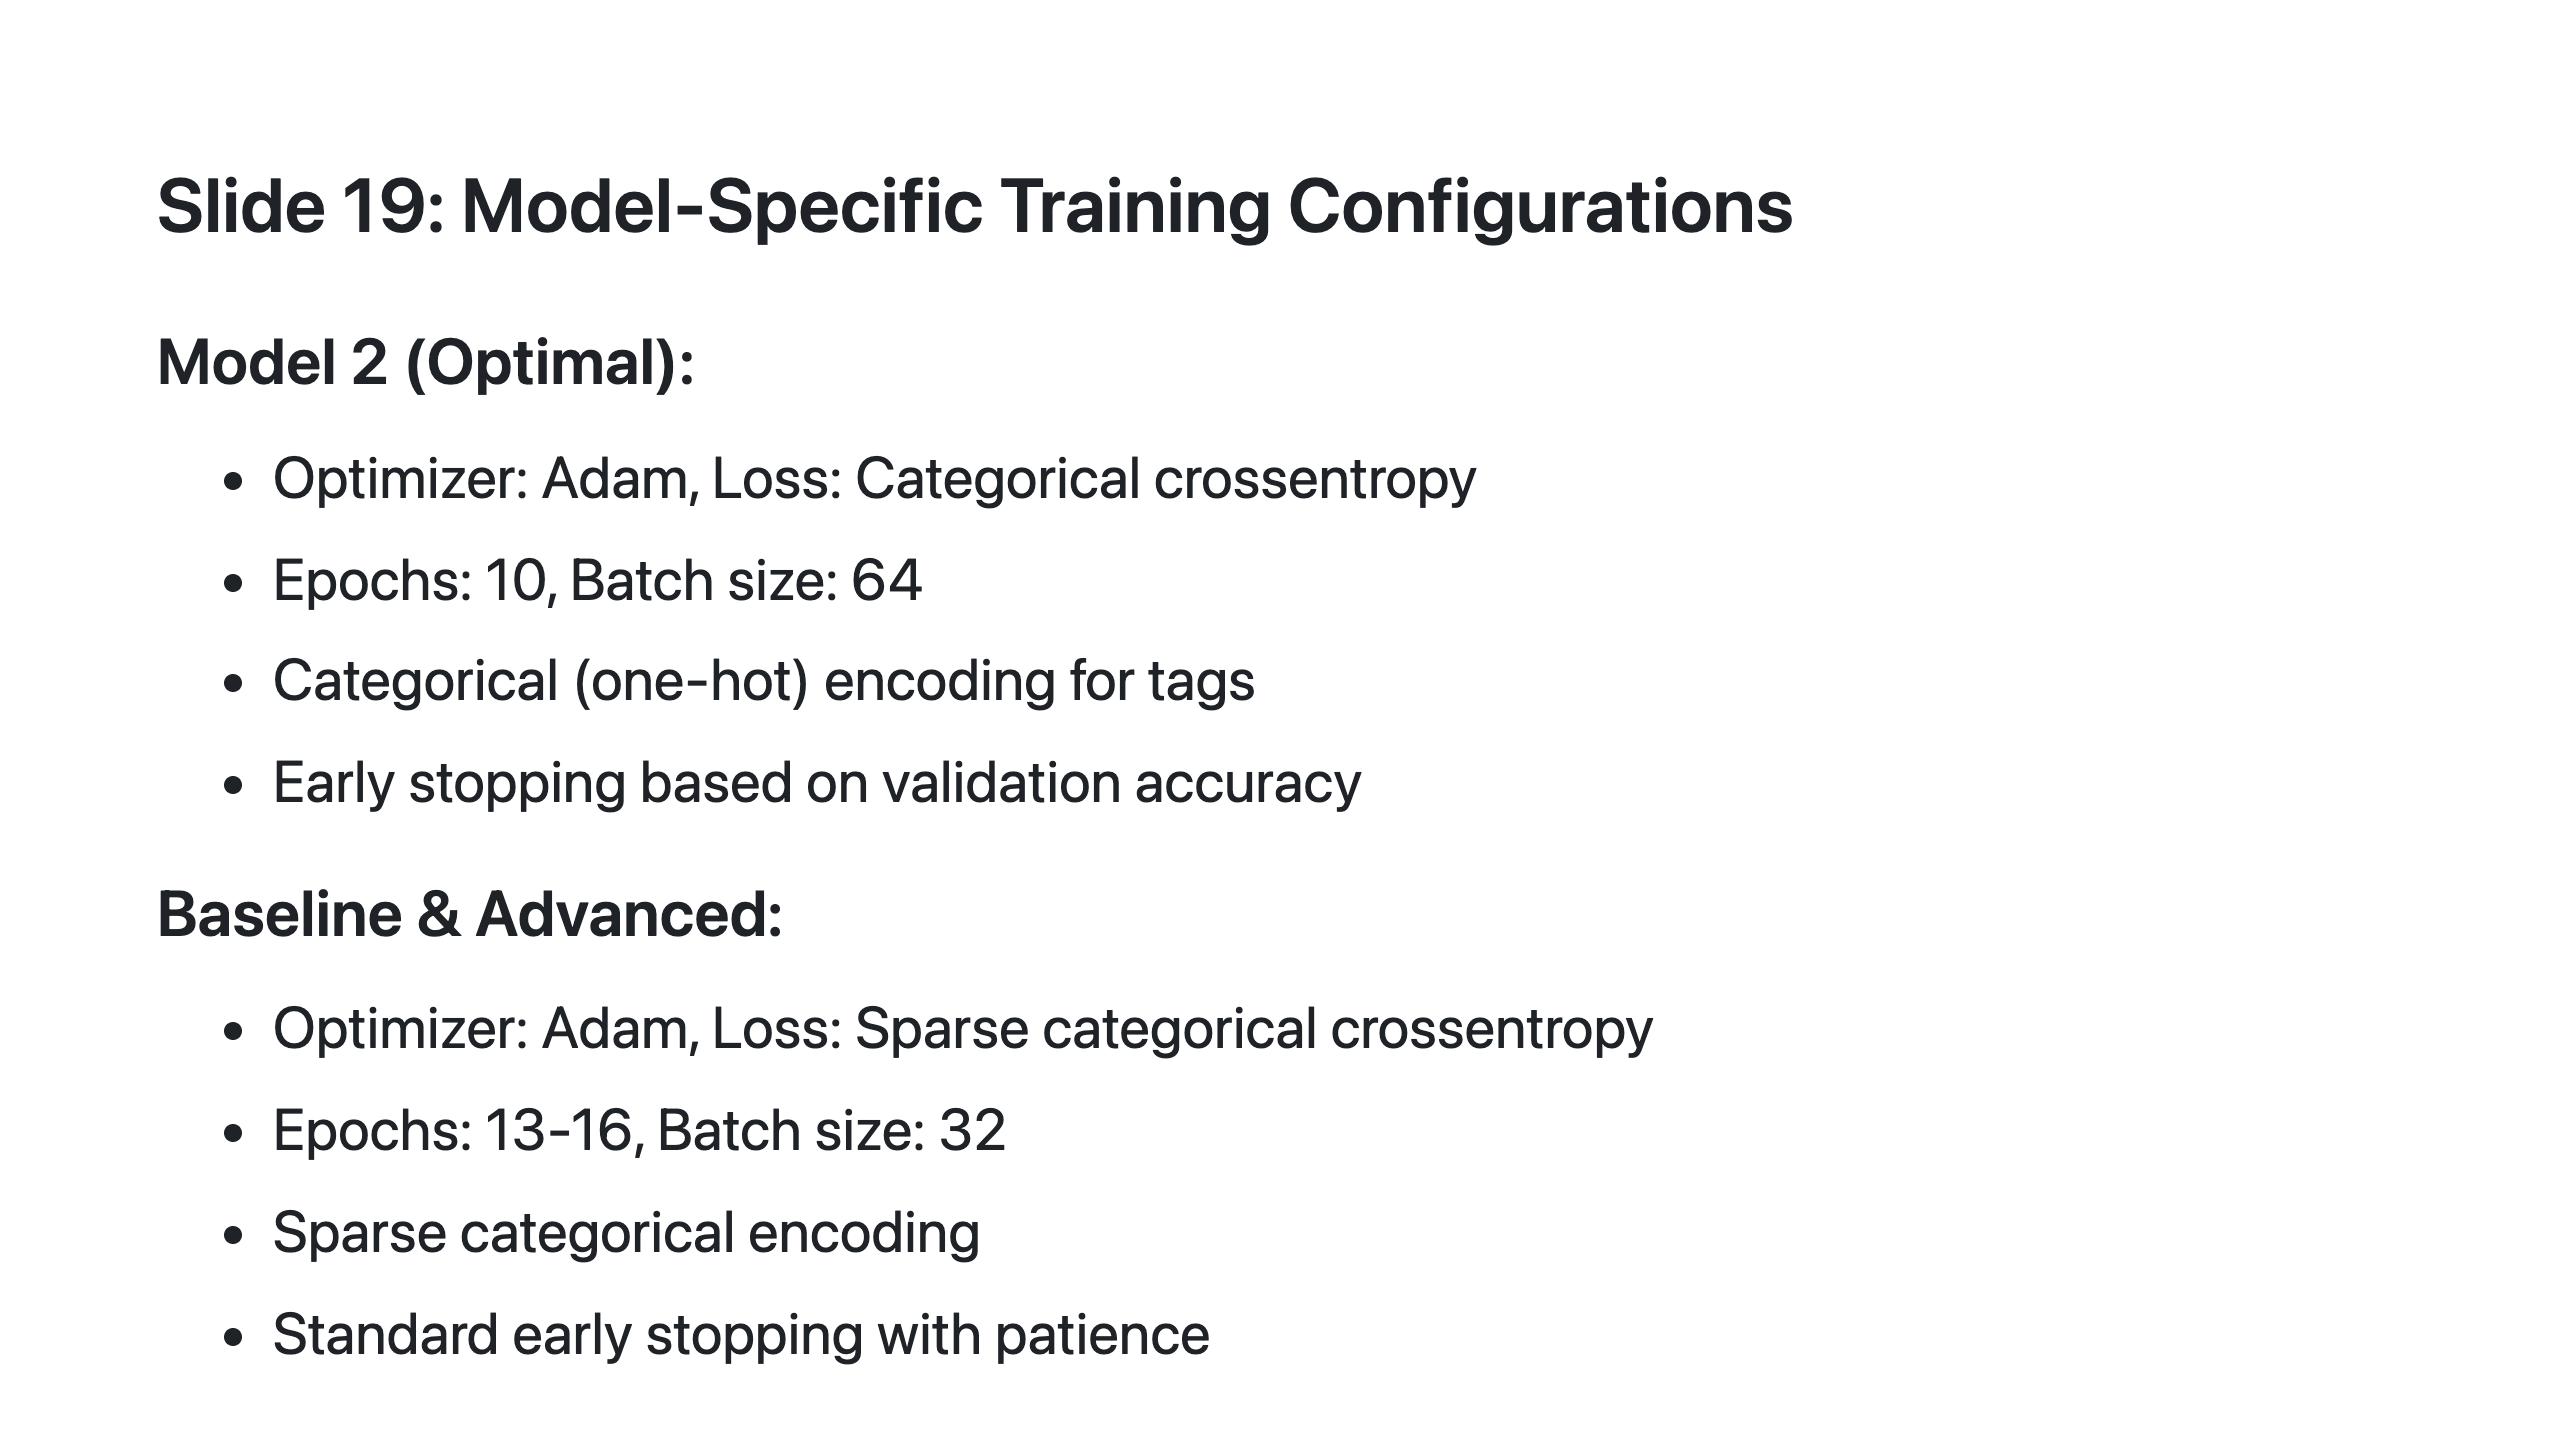 Slide 19: Model-Specific Training Configurations
Model 2 (Optimal):
• Optimizer: Adam, Loss: Categorical crossentropy
• Epochs: 10, Batch size: 64
• Categorical (one-hot) encoding for tags
• Early stopping based on validation accuracy
Baseline & Advanced:
• Optimizer: Adam, Loss: Sparse categorical crossentropy
• Epochs: 13-16, Batch size: 32
• Sparse categorical encoding
• Standard early stopping with patience